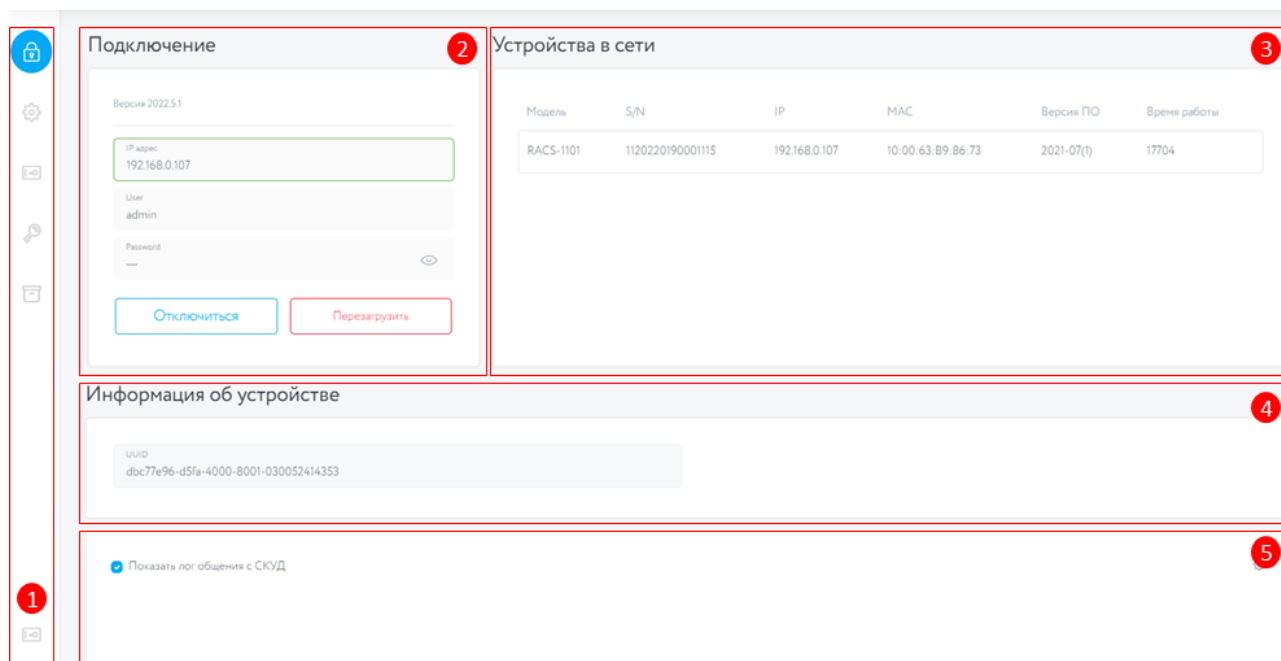 Подключение
2
Версия 2022.5.1
IP адрес
192.168.0.107
User
admin
Password
—
Отключиться
Перезагрузить
Устройства в сети
3
Модель S/N IP MAC Версия ПО Время работы
RACS-1101 1120220190001115 192.168.0.107 10:00:63:B9:86:73 2021-07(1) 17704
Информация об устройстве
4
UUID
dbc77e96-d5fa-4000-8001-030052414353
5
Показать лог общения с СКУД
1